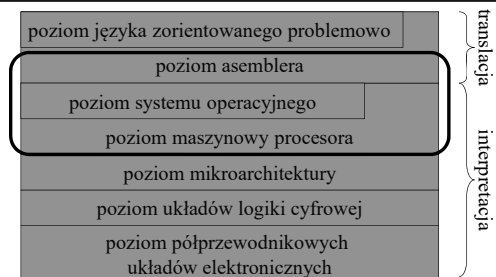 poziom języka zorientowanego problemowo
poziom asemblera
poziom systemu operacyjnego
poziom maszynowy procesora
poziom mikroarchitektury
poziom układów logiki cyfrowej
poziom półprzewodnikowych
układów elektronicznych
translacja
interpretacja